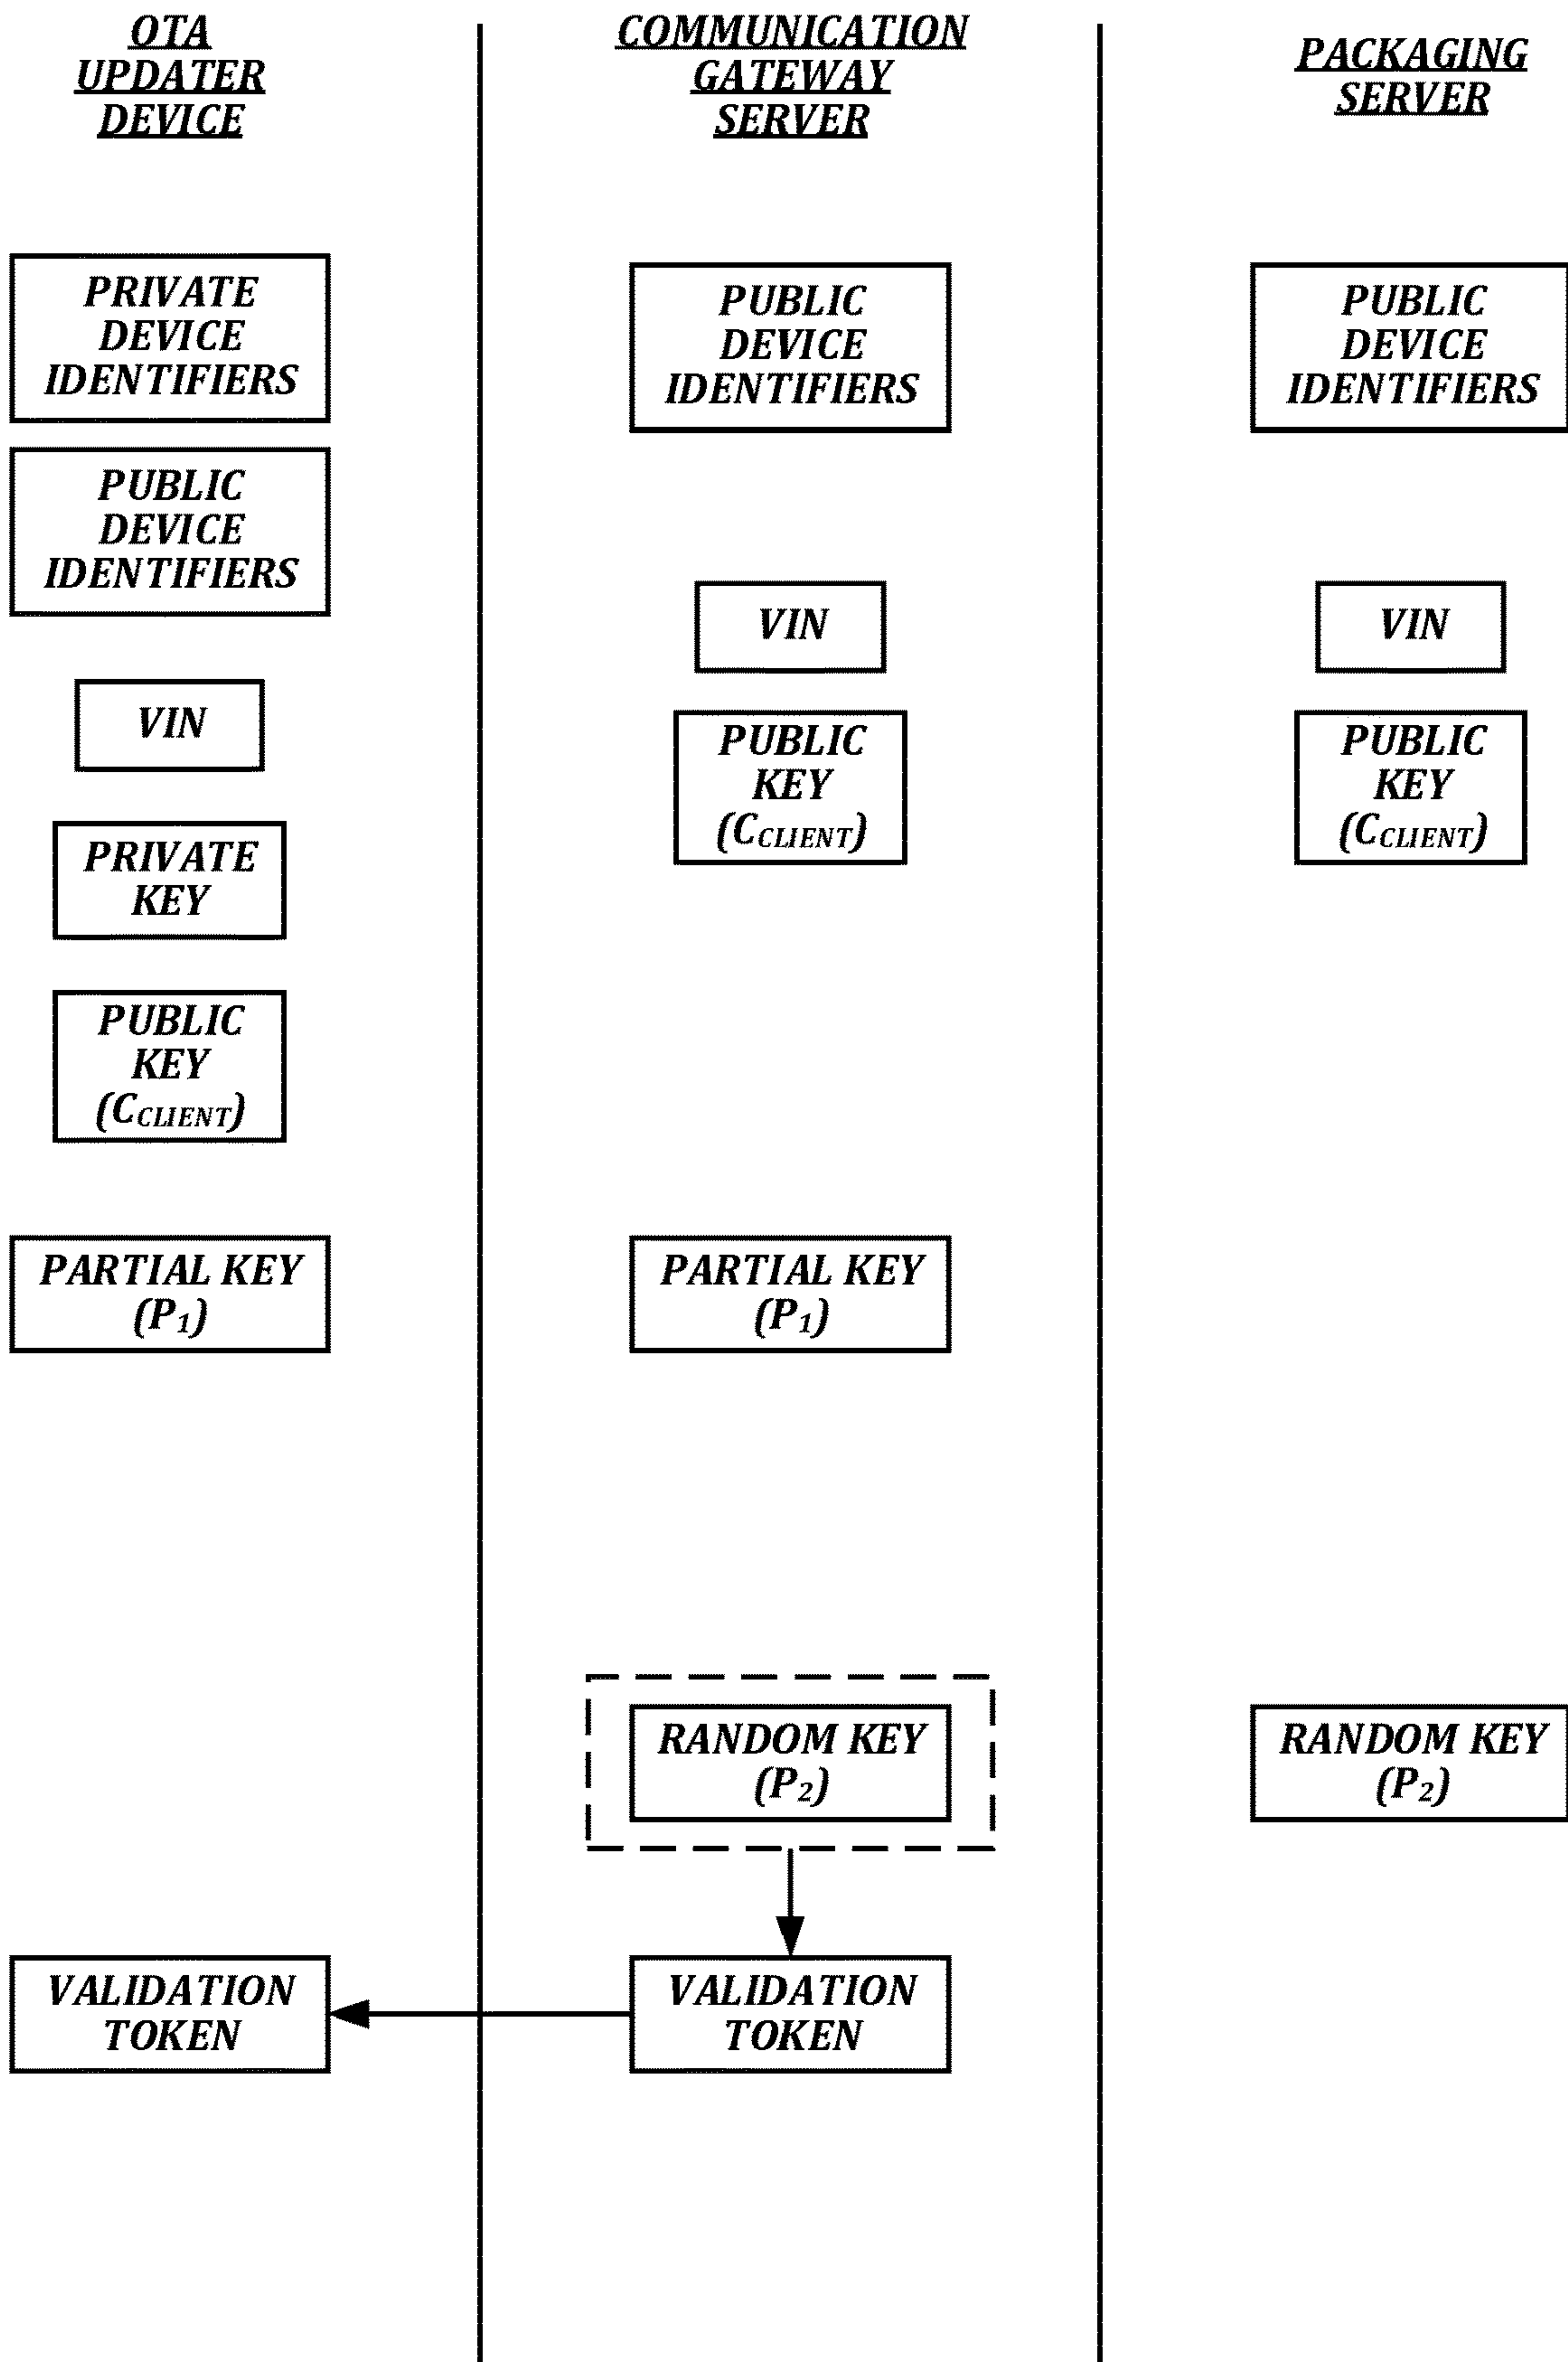 OTA
UPDATER
DEVICE
COMMUNICATION
GATEWAY
SERVER
PACKAGING
SERVER
PRIVATE
DEVICE
IDENTIFIERS
PUBLIC
DEVICE
IDENTIFIERS
VIN
PRIVATE
KEY
PUBLIC
KEY
(CCLIENT)
PARTIAL KEY
(P1)
VALIDATION
TOKEN
PUBLIC
DEVICE
IDENTIFIERS
VIN
PUBLIC
KEY
(CCLIENT)
PARTIAL KEY
(P1)
RANDOM KEY
(P2)
VALIDATION
TOKEN
PUBLIC
DEVICE
IDENTIFIERS
VIN
PUBLIC
KEY
(CCLIENT)
RANDOM KEY
(P2)